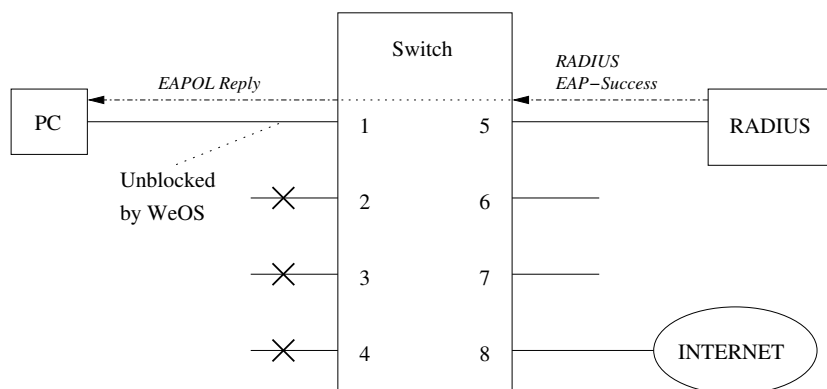 Switch
EAPOL Reply
RADIUS
EAP−Success
PC
1
5
RADIUS
Unblocked
by WeOS
2
6
3
7
4
8
INTERNET